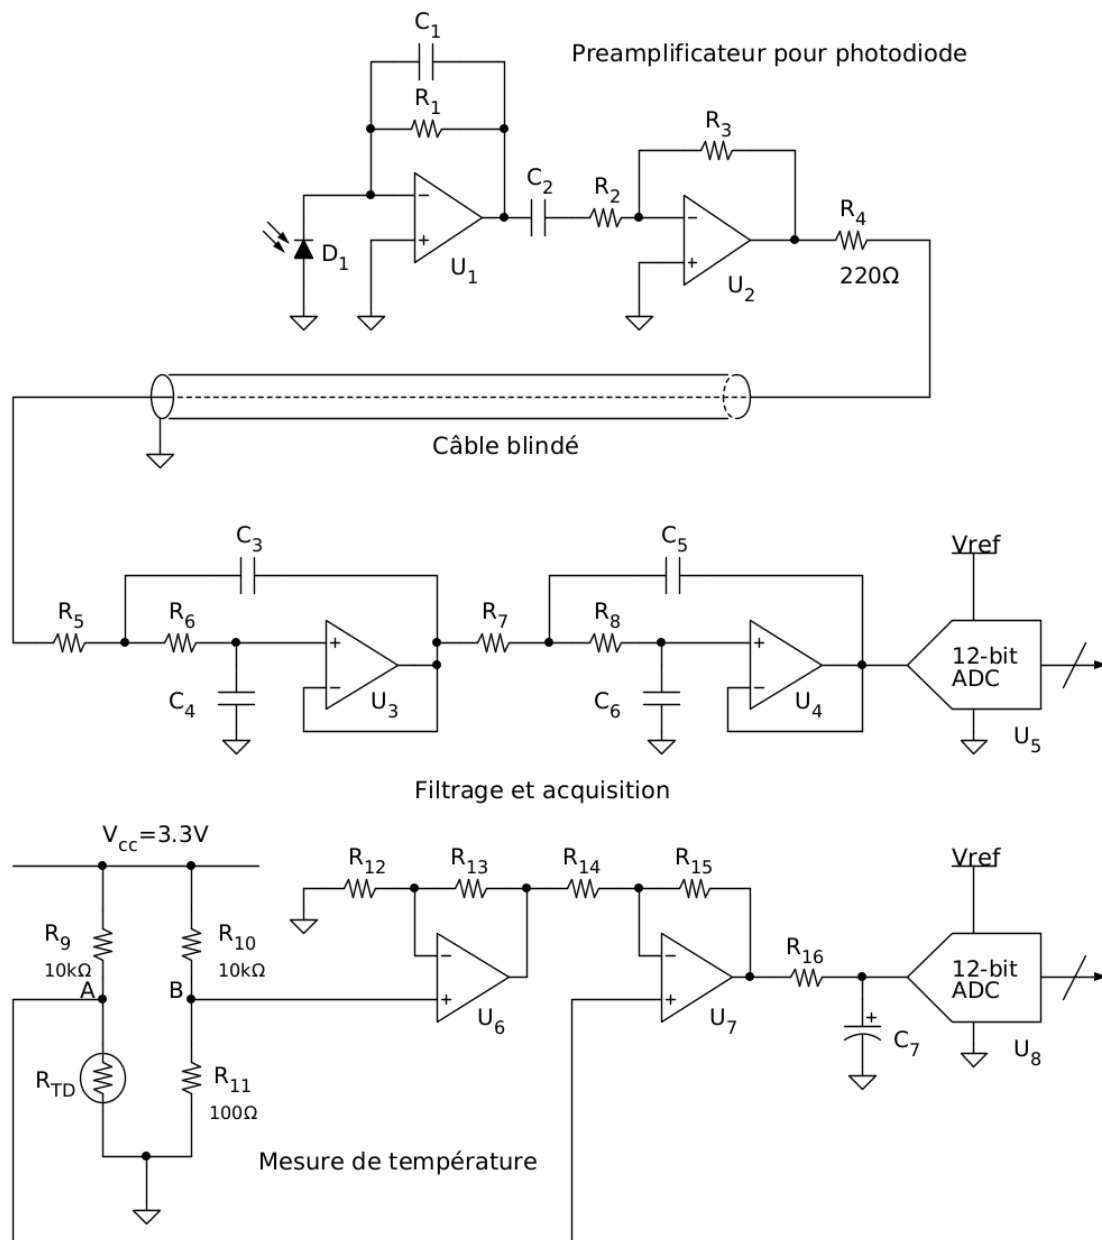 C1
Preamplificateur pour photodiode
R1
R3
C2
R2
R4
−
+
D1
U1
−
+
U2
220Ω
Câble blindé
C3
C5
Vref
R5
R6
R7
R8
+
−
+
−
12-bit
ADC
C4
U3
C6
U4
U5
Filtrage et acquisition
Vcc=3.3V
R12
R13
R14
R15
Vref
R9
10kΩ
R10
10kΩ
R16
A
B
−
+
U6
−
+
U7
12-bit
ADC
+
C7
U8
RTD
R11
100Ω
Mesure de température